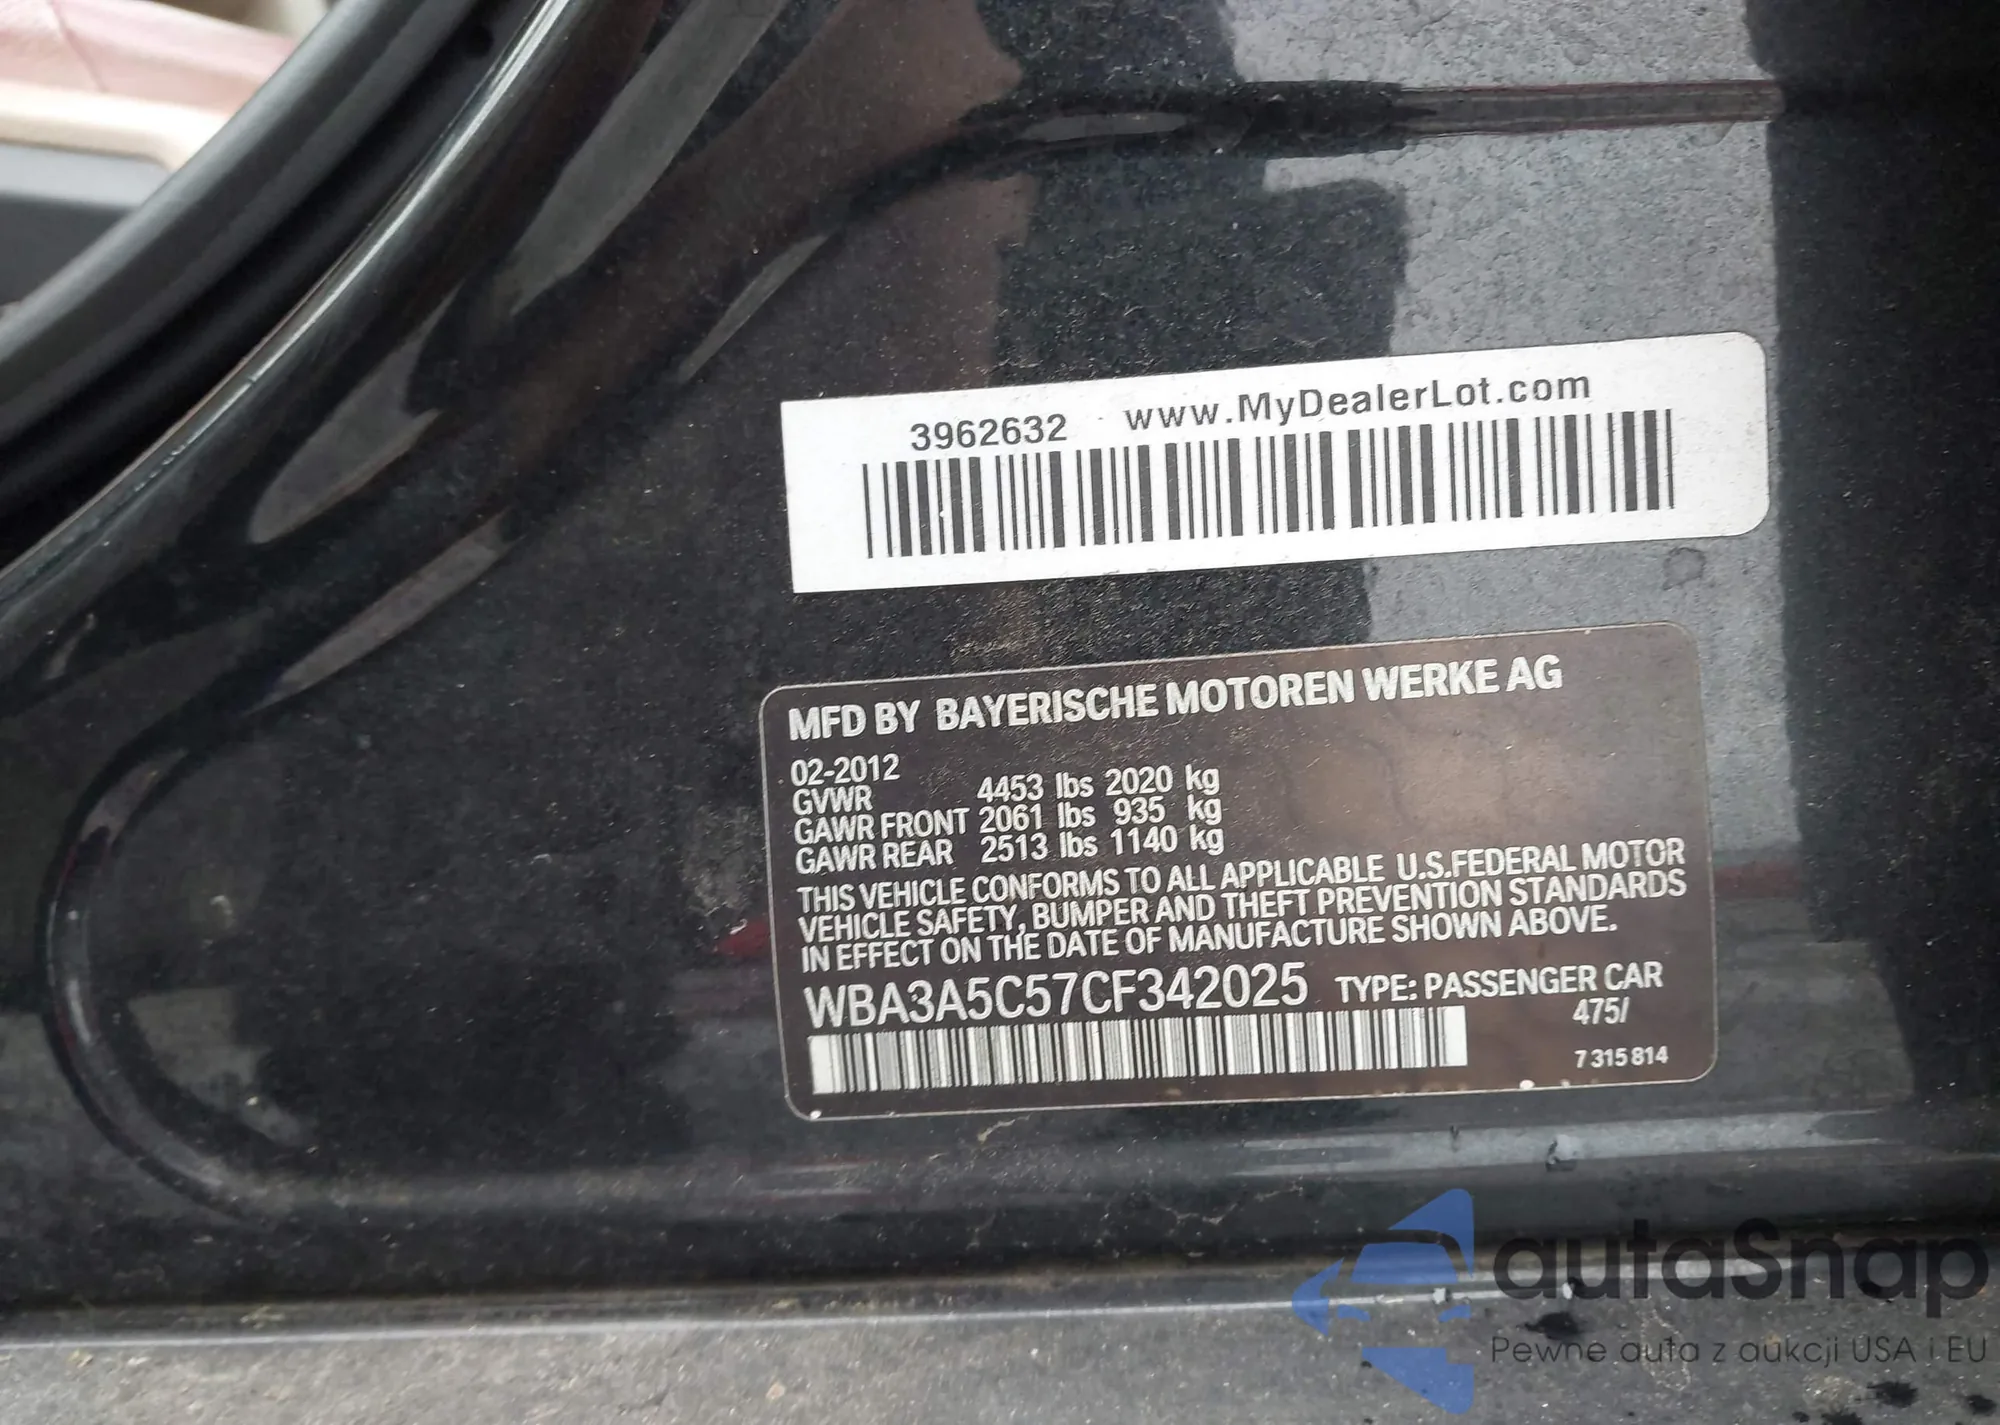 3962632 www.MyDealerLot.com
MFD BY BAYERISCHE MOTOREN WERKE AG
02-2012
GVWR 4453 lbs 2020 kg
GAWR FRONT 2061 lbs 935 kg
GAWR REAR 2513 lbs 1140 kg
THIS VEHICLE CONFORMS TO ALL APPLICABLE U.S.FEDERAL MOTOR
VEHICLE SAFETY, BUMPER AND THEFT PREVENTION STANDARDS
IN EFFECT ON THE DATE OF MANUFACTURE SHOWN ABOVE.
WBA3A5C57CF342025 TYPE: PASSENGER CAR
475/
7 315 814
autaSnap
Pewne auta z aukcji USA i EU